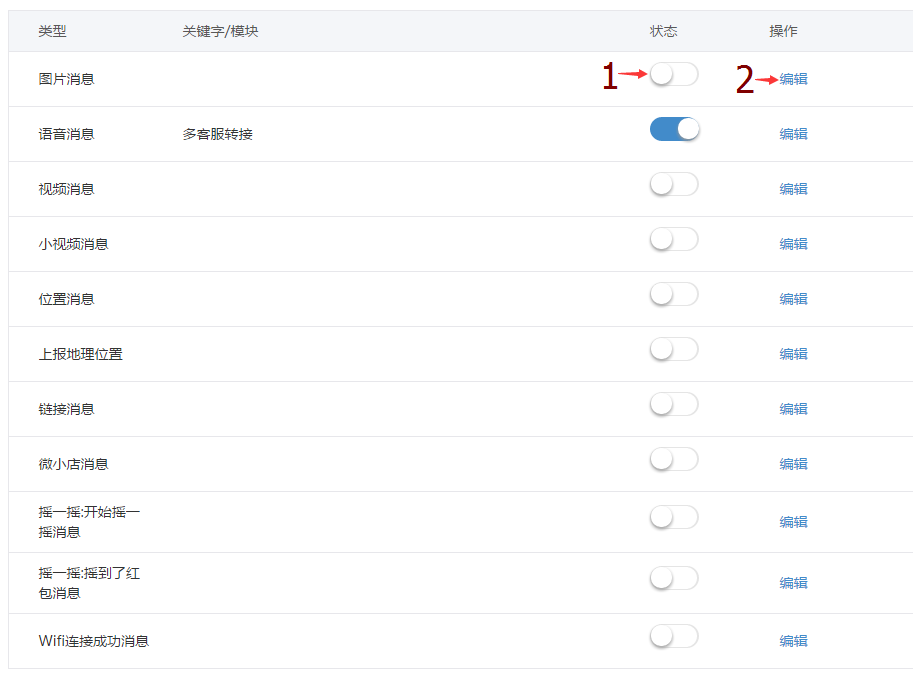 类型 关键字/模块 状态 操作
图片消息 1 2 编辑
语音消息 多客服转接 编辑
视频消息 编辑
小视频消息 编辑
位置消息 编辑
上报地理位置 编辑
链接消息 编辑
微小店消息 编辑
摇一摇:开始摇一
摇消息 编辑
摇一摇:摇到了红
包消息 编辑
Wifi连接成功消息 编辑